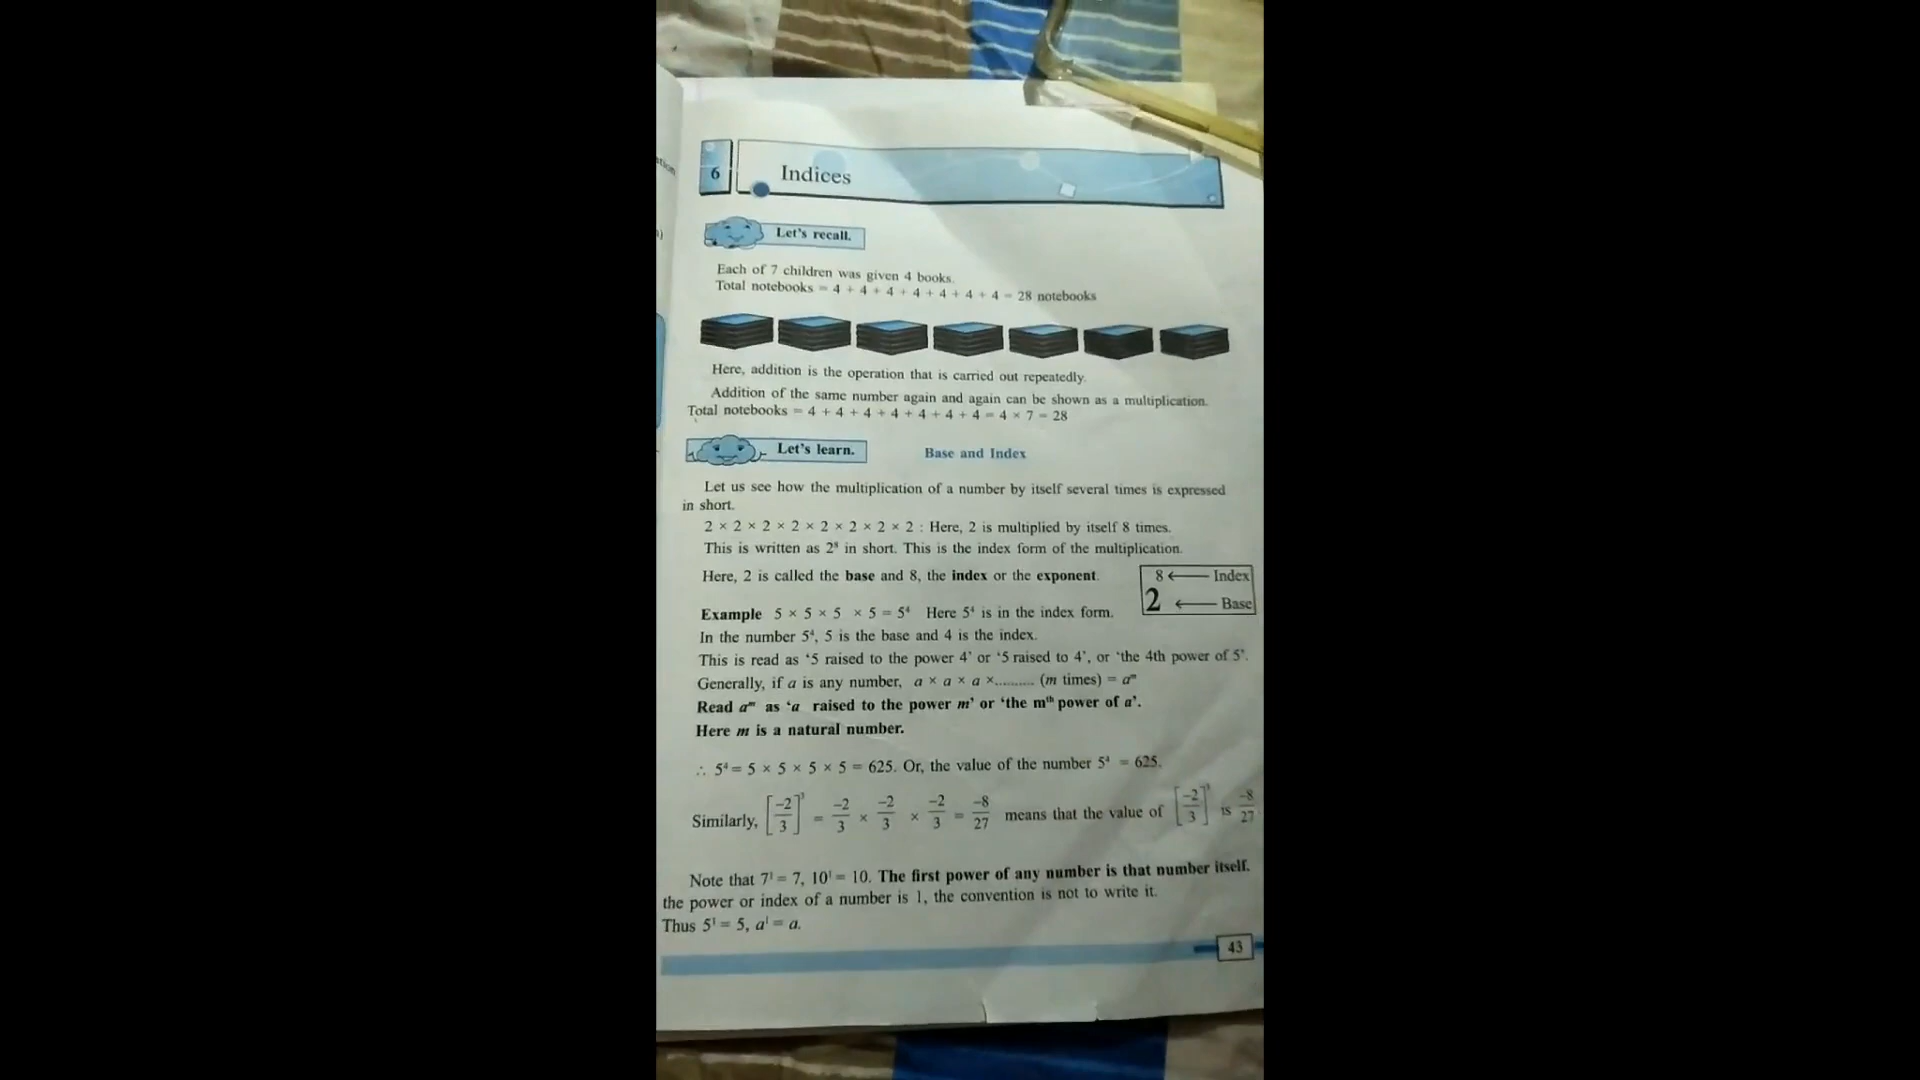 6 Indices
Let's recall.
Each of 7 children was given 4 books.
Total notebooks = 4 + 4 + 4 + 4 + 4 + 4 + 4 = 28 notebooks
Here, addition is the operation that is carried out repeatedly.
Addition of the same number again and again can be shown as a multiplication.
Total notebooks = 4 + 4 + 4 + 4 + 4 + 4 + 4 = 4 × 7 = 28
Let's learn. Base and Index
Let us see how the multiplication of a number by itself several times is expressed
in short.
2 × 2 × 2 × 2 × 2 × 2 × 2 × 2 : Here, 2 is multiplied by itself 8 times.
This is written as 2⁸ in short. This is the index form of the multiplication.
Here, 2 is called the base and 8, the index or the exponent.
8 ← Index
2 ← Base
Example 5 × 5 × 5 × 5 = 5⁴ Here 5⁴ is in the index form.
In the number 5⁴, 5 is the base and 4 is the index.
This is read as ‘5 raised to the power 4’ or ‘5 raised to 4’, or ‘the 4th power of 5’.
Generally, if a is any number, a × a × a ×......... (m times) = aᵐ
Read aᵐ as ‘a raised to the power m’ or ‘the mᵗʰ power of a’.
Here m is a natural number.
∴ 5⁴ = 5 × 5 × 5 × 5 = 625. Or, the value of the number 5⁴ = 625.
Similarly, [-2/3]³ = -2/3 × -2/3 × -2/3 = -8/27 means that the value of [-2/3]³ is -8/27
Note that 7¹ = 7, 10¹ = 10. The first power of any number is that number itself.
the power or index of a number is 1, the convention is not to write it.
Thus 5¹ = 5, a¹ = a.
43